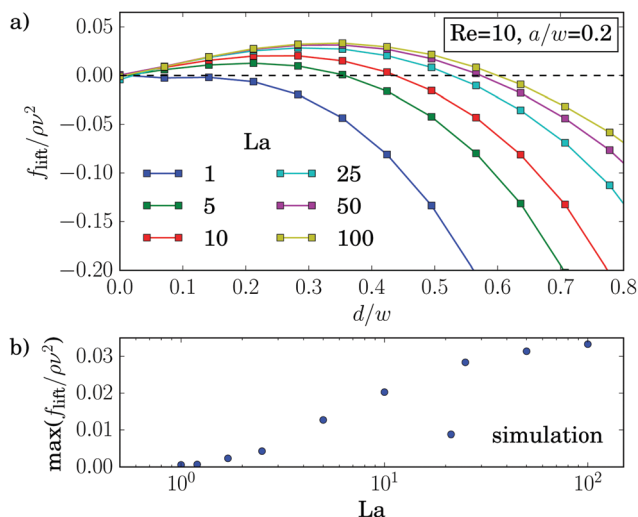 a)
Re=10, a/w=0.2
f_lift/ρν²
0.05
0.00
−0.05
−0.10
−0.15
−0.20
La
1
5
10
25
50
100
0.0 0.1 0.2 0.3 0.4 0.5 0.6 0.7 0.8
d/w
b)
max(f_lift/ρν²)
0.03
0.02
0.01
0.00
simulation
10⁰ 10¹ 10²
La